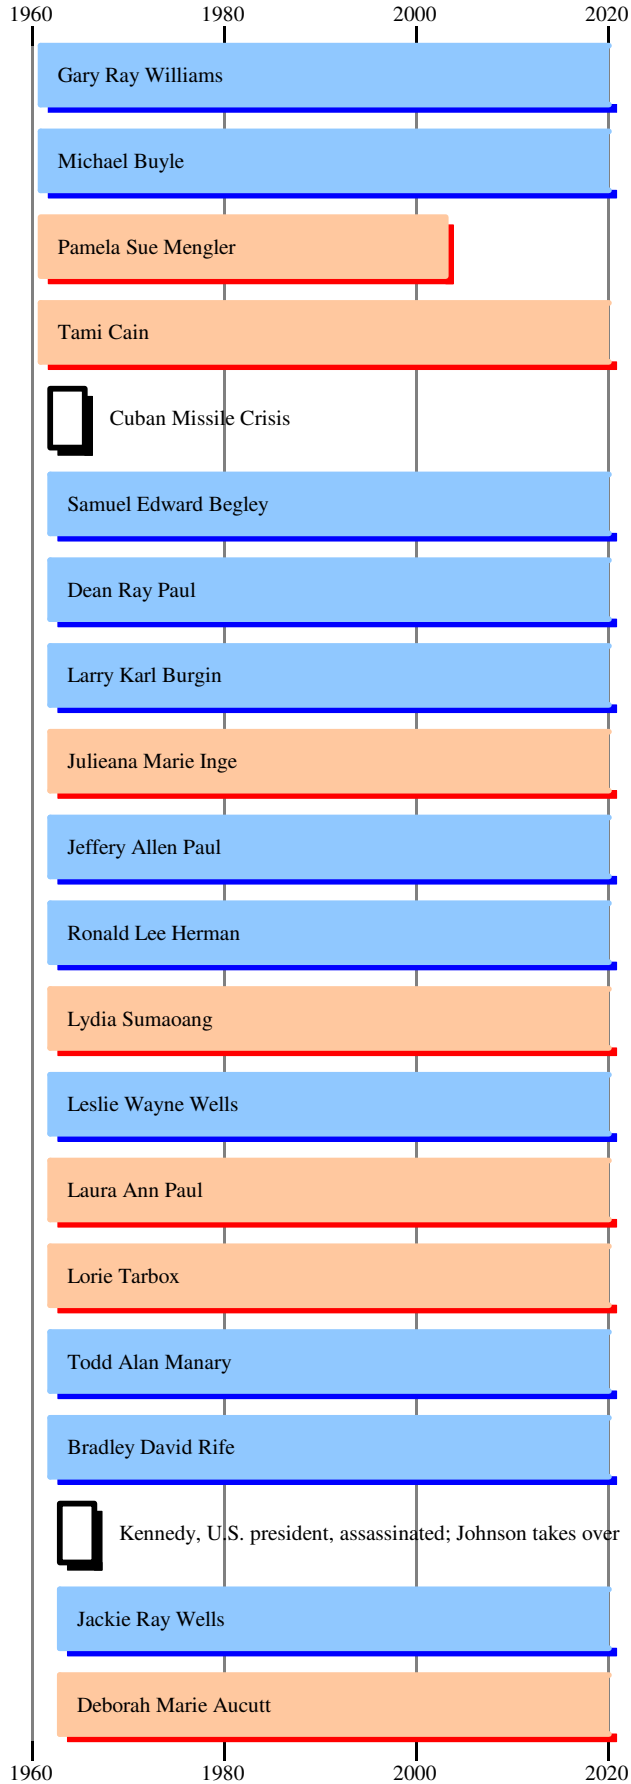 1960 1980 2000 2020
Gary Ray Williams
Michael Buyle
Pamela Sue Mengler
Tami Cain
Cuban Missile Crisis
Samuel Edward Begley
Dean Ray Paul
Larry Karl Burgin
Julieana Marie Inge
Jeffery Allen Paul
Ronald Lee Herman
Lydia Sumaoang
Leslie Wayne Wells
Laura Ann Paul
Lorie Tarbox
Todd Alan Manary
Bradley David Rife
Kennedy, U.S. president, assassinated; Johnson takes over
Jackie Ray Wells
Deborah Marie Aucutt
1960 1980 2000 2020